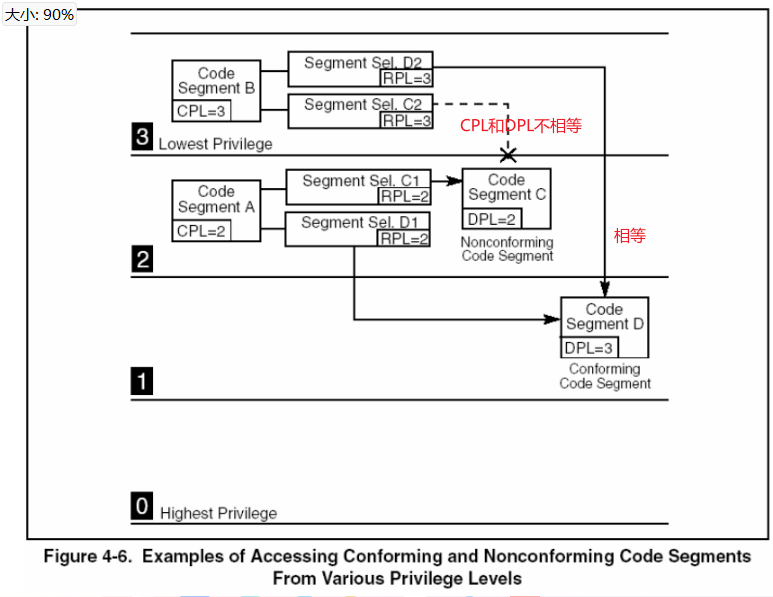 大小: 90%
Code
Segment B
CPL=3
Segment Sel. D2
RPL=3
Segment Sel. C2
RPL=3
CPL和DPL不相等
3 Lowest Privilege
Code
Segment A
CPL=2
Segment Sel. C1
RPL=2
Segment Sel. D1
RPL=2
Code
Segment C
DPL=2
Nonconforming
Code Segment
相等
2
Code
Segment D
DPL=3
Conforming
Code Segment
1
0 Highest Privilege
Figure 4-6. Examples of Accessing Conforming and Nonconforming Code Segments
From Various Privilege Levels